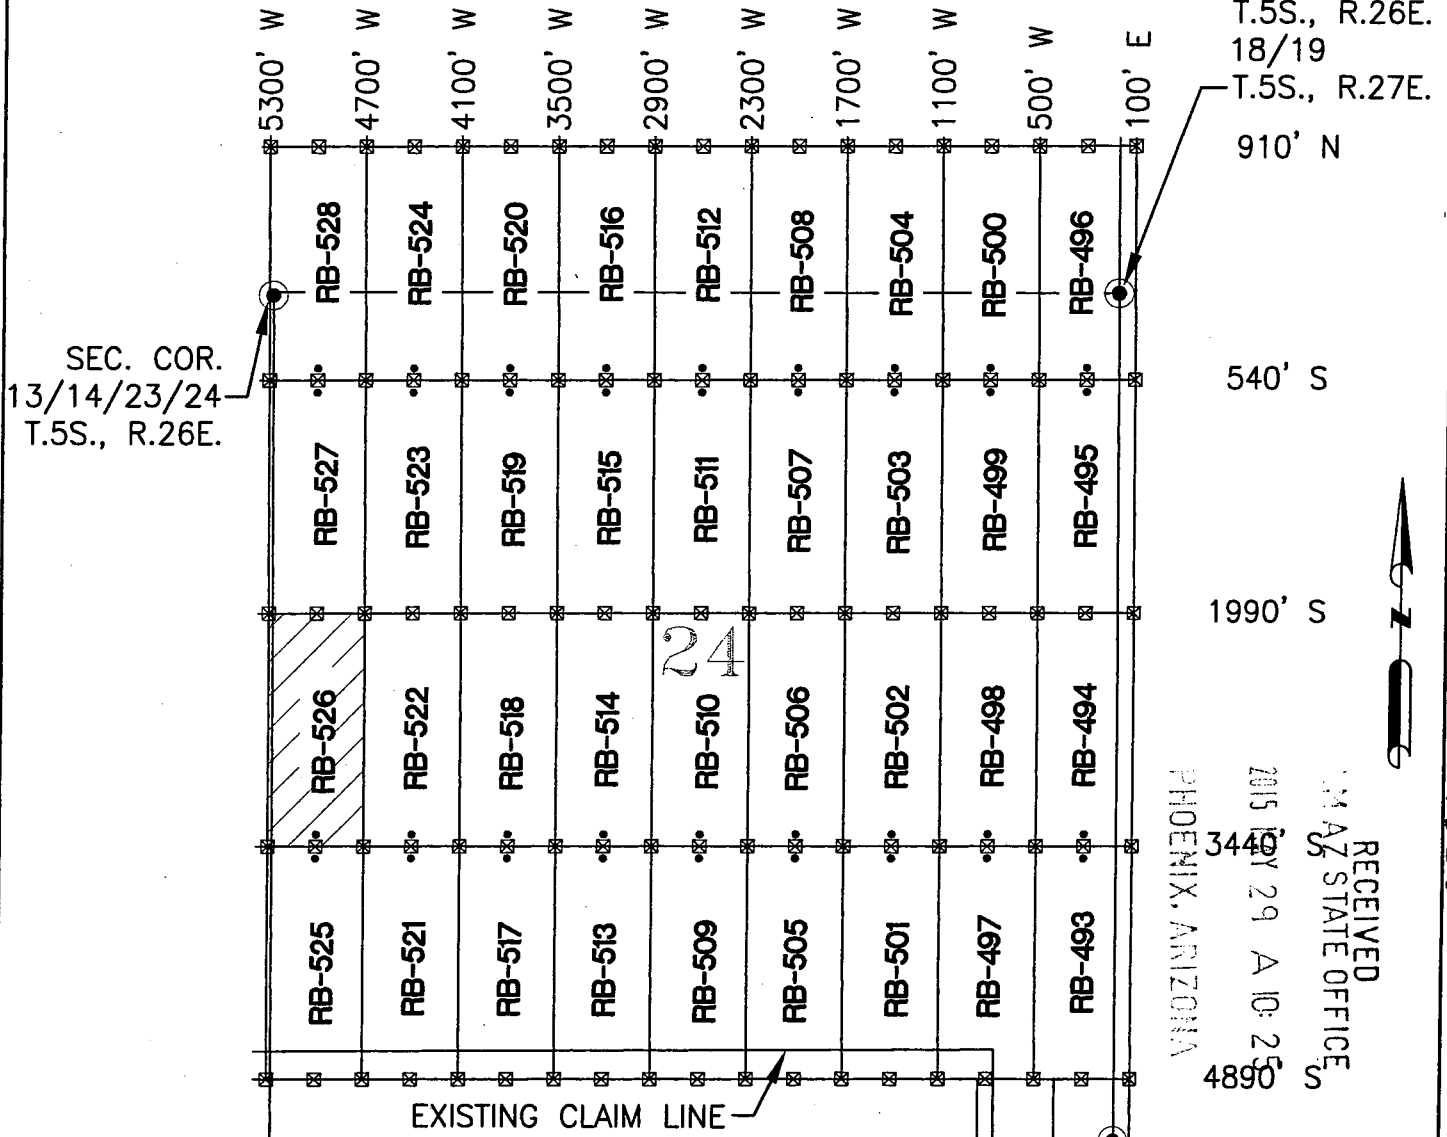 5300' W
4700' W
4100' W
3500' W
2900' W
2300' W
1700' W
1100' W
500' W
100' E
T.5S., R.26E.
18/19
T.5S., R.27E.
910' N
RB-528
RB-524
RB-520
RB-516
RB-512
RB-508
RB-504
RB-500
RB-496
SEC. COR.
13/14/23/24
T.5S., R.26E.
540' S
RB-527
RB-523
RB-519
RB-515
RB-511
RB-507
RB-503
RB-499
RB-495
1990' S
24
N
RB-526
RB-522
RB-518
RB-514
RB-510
RB-506
RB-502
RB-498
RB-494
3440' S
RB-525
RB-521
RB-517
RB-513
RB-509
RB-505
RB-501
RB-497
RB-493
4890' S
EXISTING CLAIM LINE
RECEIVED
AZ STATE OFFICE
2015 MAY 29 A 10:25
PHOENIX, ARIZONA